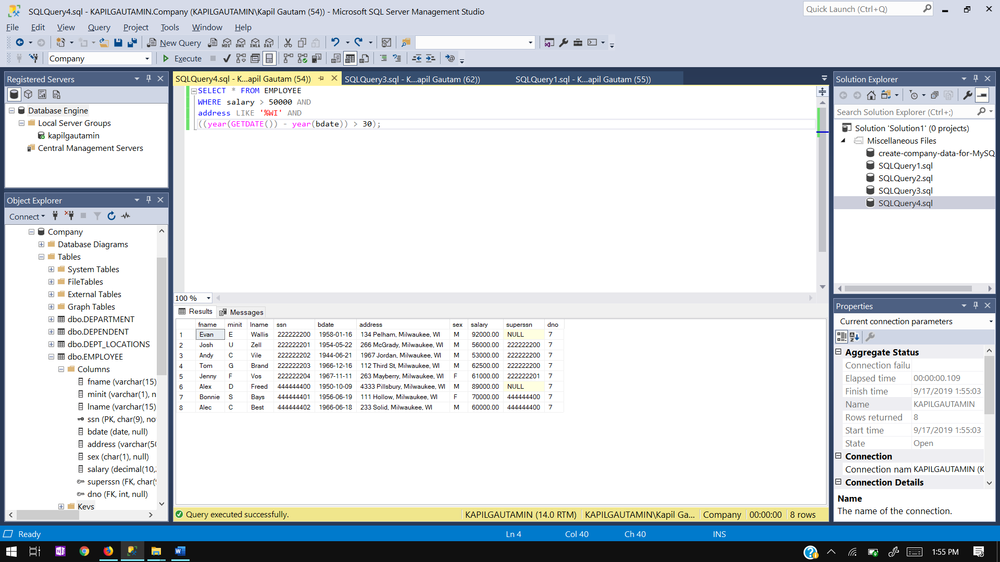 SQLQuery4.sql - KAPILGAUTAMIN.Company (KAPILGAUTAMIN\Kapil Gautam (54)) - Microsoft SQL Server Management Studio
Quick Launch (Ctrl+Q)
File Edit View Query Project Tools Window Help
New Query MDX DMX XMLA DAX
Company Execute
Registered Servers
Database Engine
Local Server Groups
kapilgautamin
Central Management Servers
Object Explorer
Connect
Company
Database Diagrams
Tables
System Tables
FileTables
External Tables
Graph Tables
dbo.DEPARTMENT
dbo.DEPENDENT
dbo.DEPT_LOCATIONS
dbo.EMPLOYEE
Columns
fname (varchar(15)
minit (varchar(1), n
lname (varchar(15)
ssn (PK, char(9), no
bdate (date, null)
address (varchar(50
sex (char(1), null)
salary (decimal(10,
superssn (FK, char(9
dno (FK, int, null)
Keys
SQLQuery4.sql - K...apil Gautam (54)) SQLQuery3.sql - K...apil Gautam (62)) SQLQuery1.sql - K...apil Gautam (55))
SELECT * FROM EMPLOYEE
WHERE salary > 50000 AND
address LIKE '%WI' AND
((year(GETDATE()) - year(bdate)) > 30);
100 %
Results Messages
fname minit lname ssn bdate address sex salary superssn dno
1 Evan E Wallis 222222200 1958-01-16 134 Pelham, Milwaukee, WI M 92000.00 NULL 7
2 Josh U Zell 222222201 1954-05-22 266 McGrady, Milwaukee, WI M 56000.00 222222200 7
3 Andy C Vile 222222202 1944-06-21 1967 Jordan, Milwaukee, WI M 53000.00 222222200 7
4 Tom G Brand 222222203 1966-12-16 112 Third St, Milwaukee, WI M 62500.00 222222200 7
5 Jenny F Vos 222222204 1967-11-11 263 Mayberry, Milwaukee, WI F 61000.00 222222201 7
6 Alex D Freed 444444400 1950-10-09 4333 Pillsbury, Milwaukee, WI M 89000.00 NULL 7
7 Bonnie S Bays 444444401 1956-06-19 111 Hollow, Milwaukee, WI F 70000.00 444444400 7
8 Alec C Best 444444402 1966-06-18 233 Solid, Milwaukee, WI M 60000.00 444444400 7
Query executed successfully. KAPILGAUTAMIN (14.0 RTM) KAPILGAUTAMIN\Kapil Ga... Company 00:00:00 8 rows
Solution Explorer
Search Solution Explorer (Ctrl+;)
Solution 'Solution1' (0 projects)
Miscellaneous Files
create-company-data-for-MySQ
SQLQuery1.sql
SQLQuery2.sql
SQLQuery3.sql
SQLQuery4.sql
Properties
Current connection parameters
Aggregate Status
Connection failu
Elapsed time 00:00:00.109
Finish time 9/17/2019 1:55:03
Name KAPILGAUTAMIN
Rows returned 8
Start time 9/17/2019 1:55:03
State Open
Connection
Connection nam KAPILGAUTAMIN (K
Connection Details
Name
The name of the connection.
Ready Ln 4 Col 40 Ch 40 INS
1:55 PM